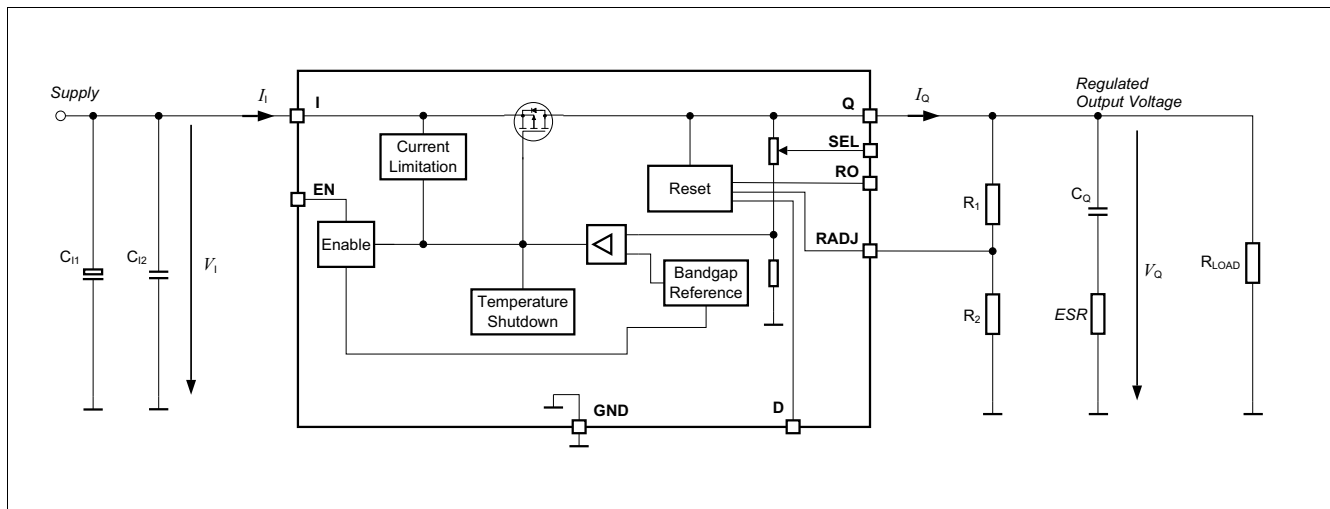 Supply
I_I
I
Q
I_Q
Regulated
Output Voltage
SEL
Current
Limitation
RO
Reset
EN
C_Q
R_1
Enable
RADJ
C_I1
C_I2
V_I
Bandgap
Reference
V_Q
R_LOAD
Temperature
Shutdown
R_2
ESR
GND
D